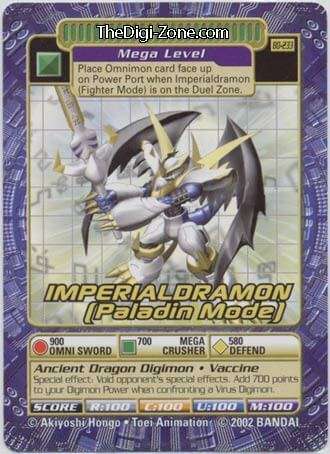 TheDigi-Zone.com
BO-233
Mega Level
Place Omnimon card face up
on Power Port when Imperialdramon
(Fighter Mode) is on the Duel Zone.
IMPERIALDRAMON
(Paladin Mode)
900 OMNI SWORD
700 MEGA CRUSHER
580 DEFEND
Ancient Dragon Digimon • Vaccine
Special effect: Void opponent's special effects. Add 700 points
to your Digimon Power when confronting a Virus Digimon.
SCORE R:100 C:100 U:100 M:100
©Akiyoshi Hongo • Toei Animation ©2002 BANDAI